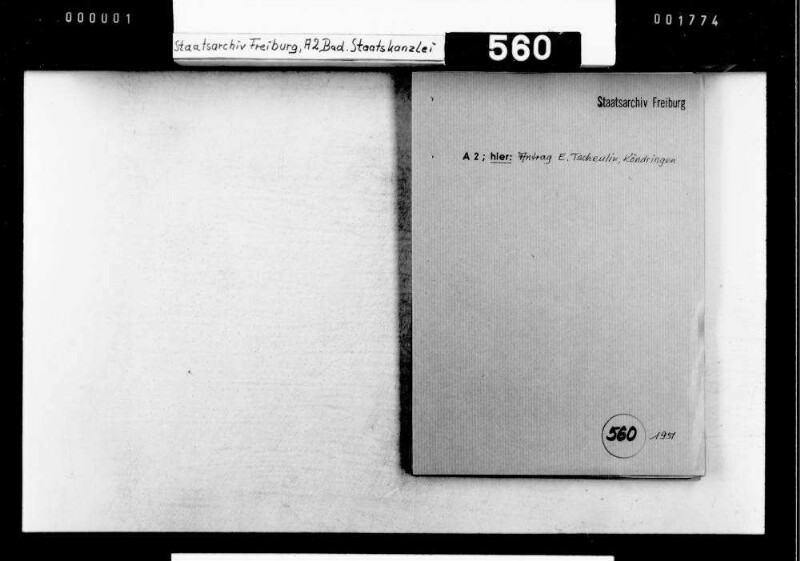 000001
001774
Staatsarchiv Freiburg, A2, Bad. Staatskanzlei
560
Staatsarchiv Freiburg
A 2 ; hier: Antrag E. Tscheulin, Köndringen
560 1951